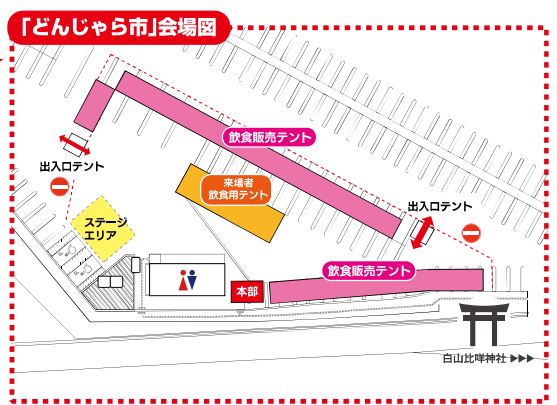 「どんじゃら市」会場図
飲食販売テント
出入口テント
来場者
飲食用テント
出入口テント
ステージ
エリア
飲食販売テント
本部
白山比咩神社 ▶▶▶